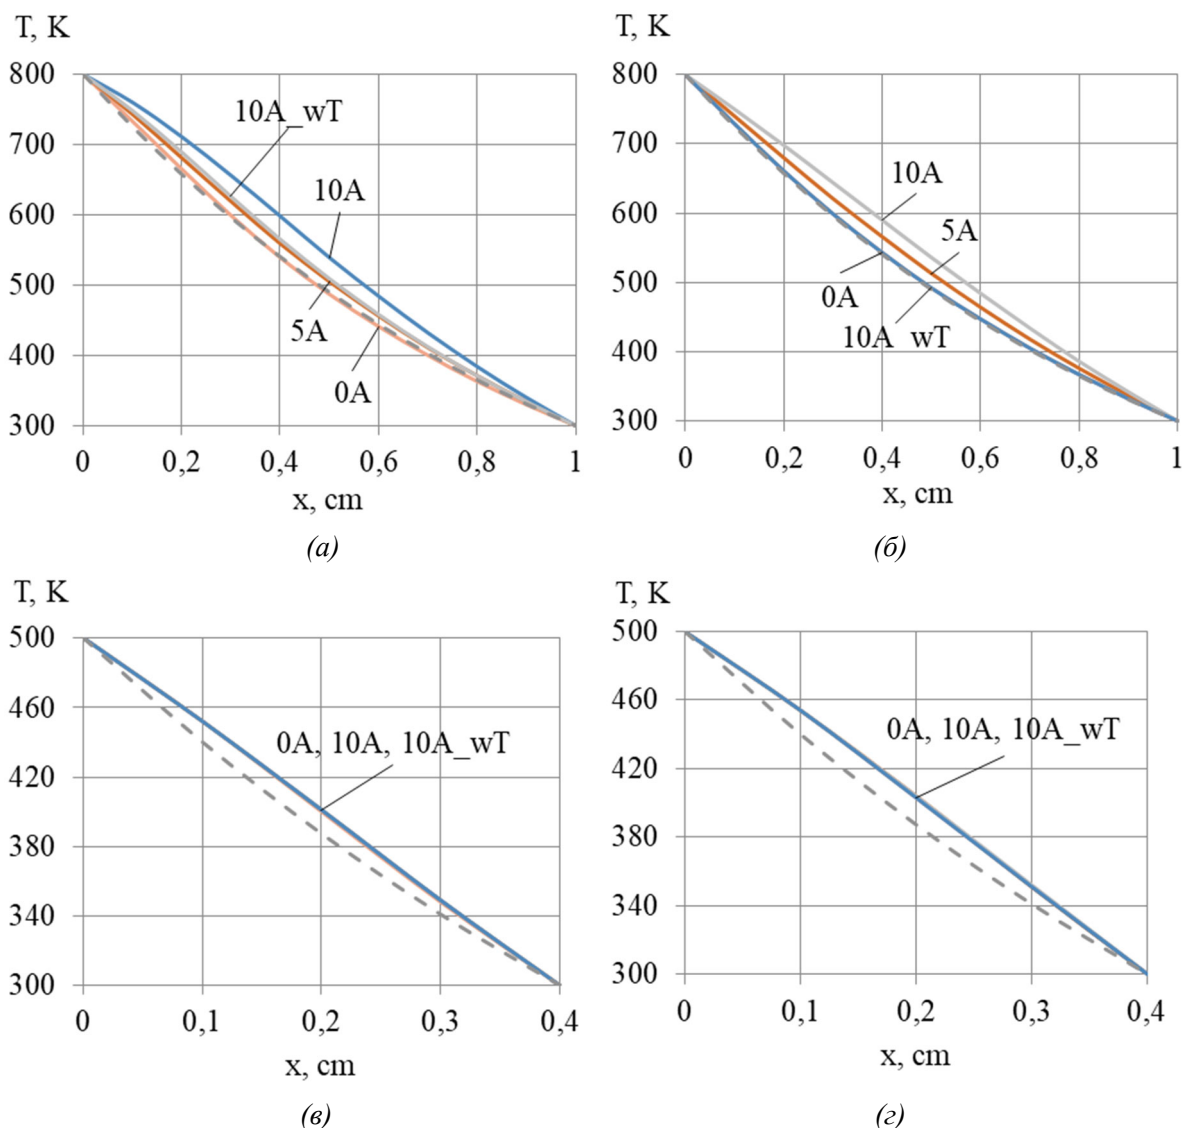 T, K
800
700
600
500
400
300
10A_wT
10A
5A
0A
0 0,2 0,4 0,6 0,8 1
x, cm
(а)
T, K
800
700
600
500
400
300
10A
5A
0A
10A_wT
0 0,2 0,4 0,6 0,8 1
x, cm
(б)
T, K
500
460
420
380
340
300
0A, 10A, 10A_wT
0 0,1 0,2 0,3 0,4
x, cm
(в)
T, K
500
460
420
380
340
300
0A, 10A, 10A_wT
0 0,1 0,2 0,3 0,4
x, cm
(г)